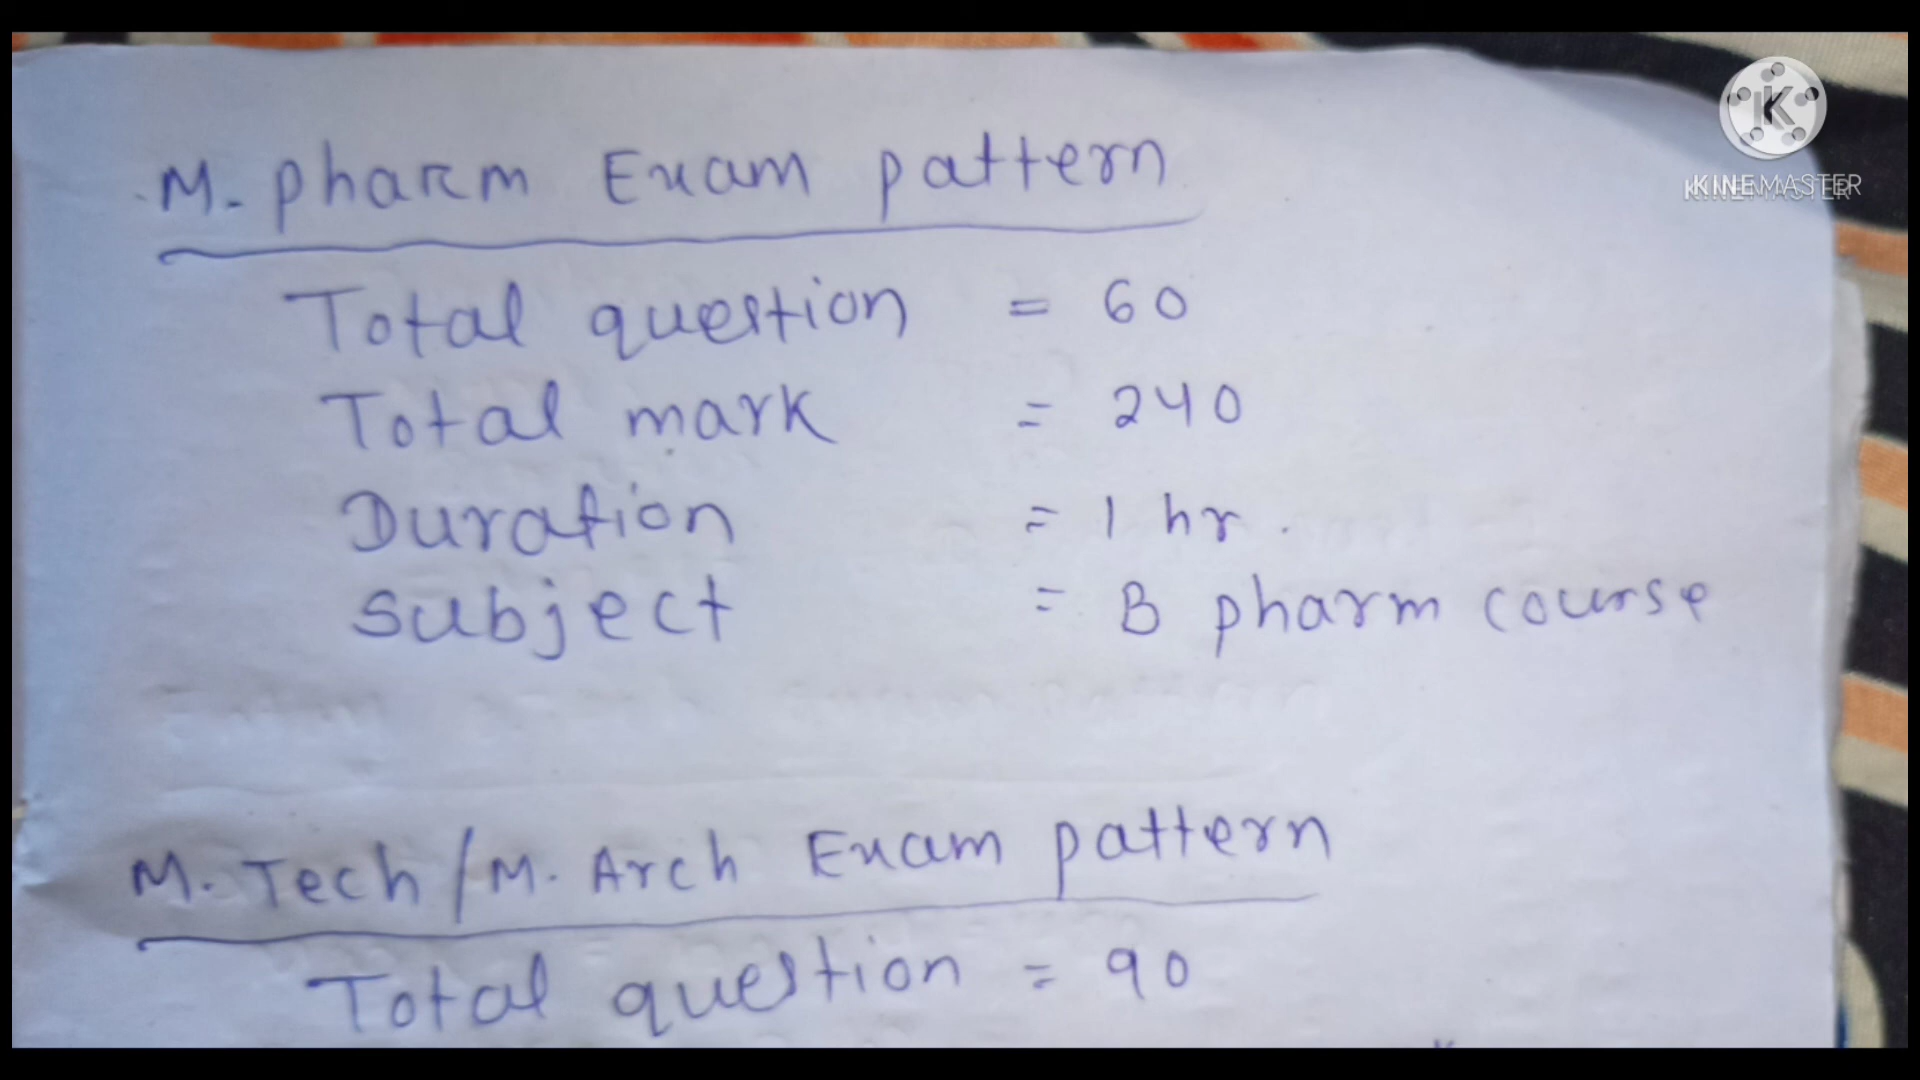 M. pharm Exam pattern
Total question = 60
Total mark = 240
Duration = 1 hr.
Subject = B pharm course
M. Tech/M. Arch Exam pattern
Total question = 90
KINEMASTER